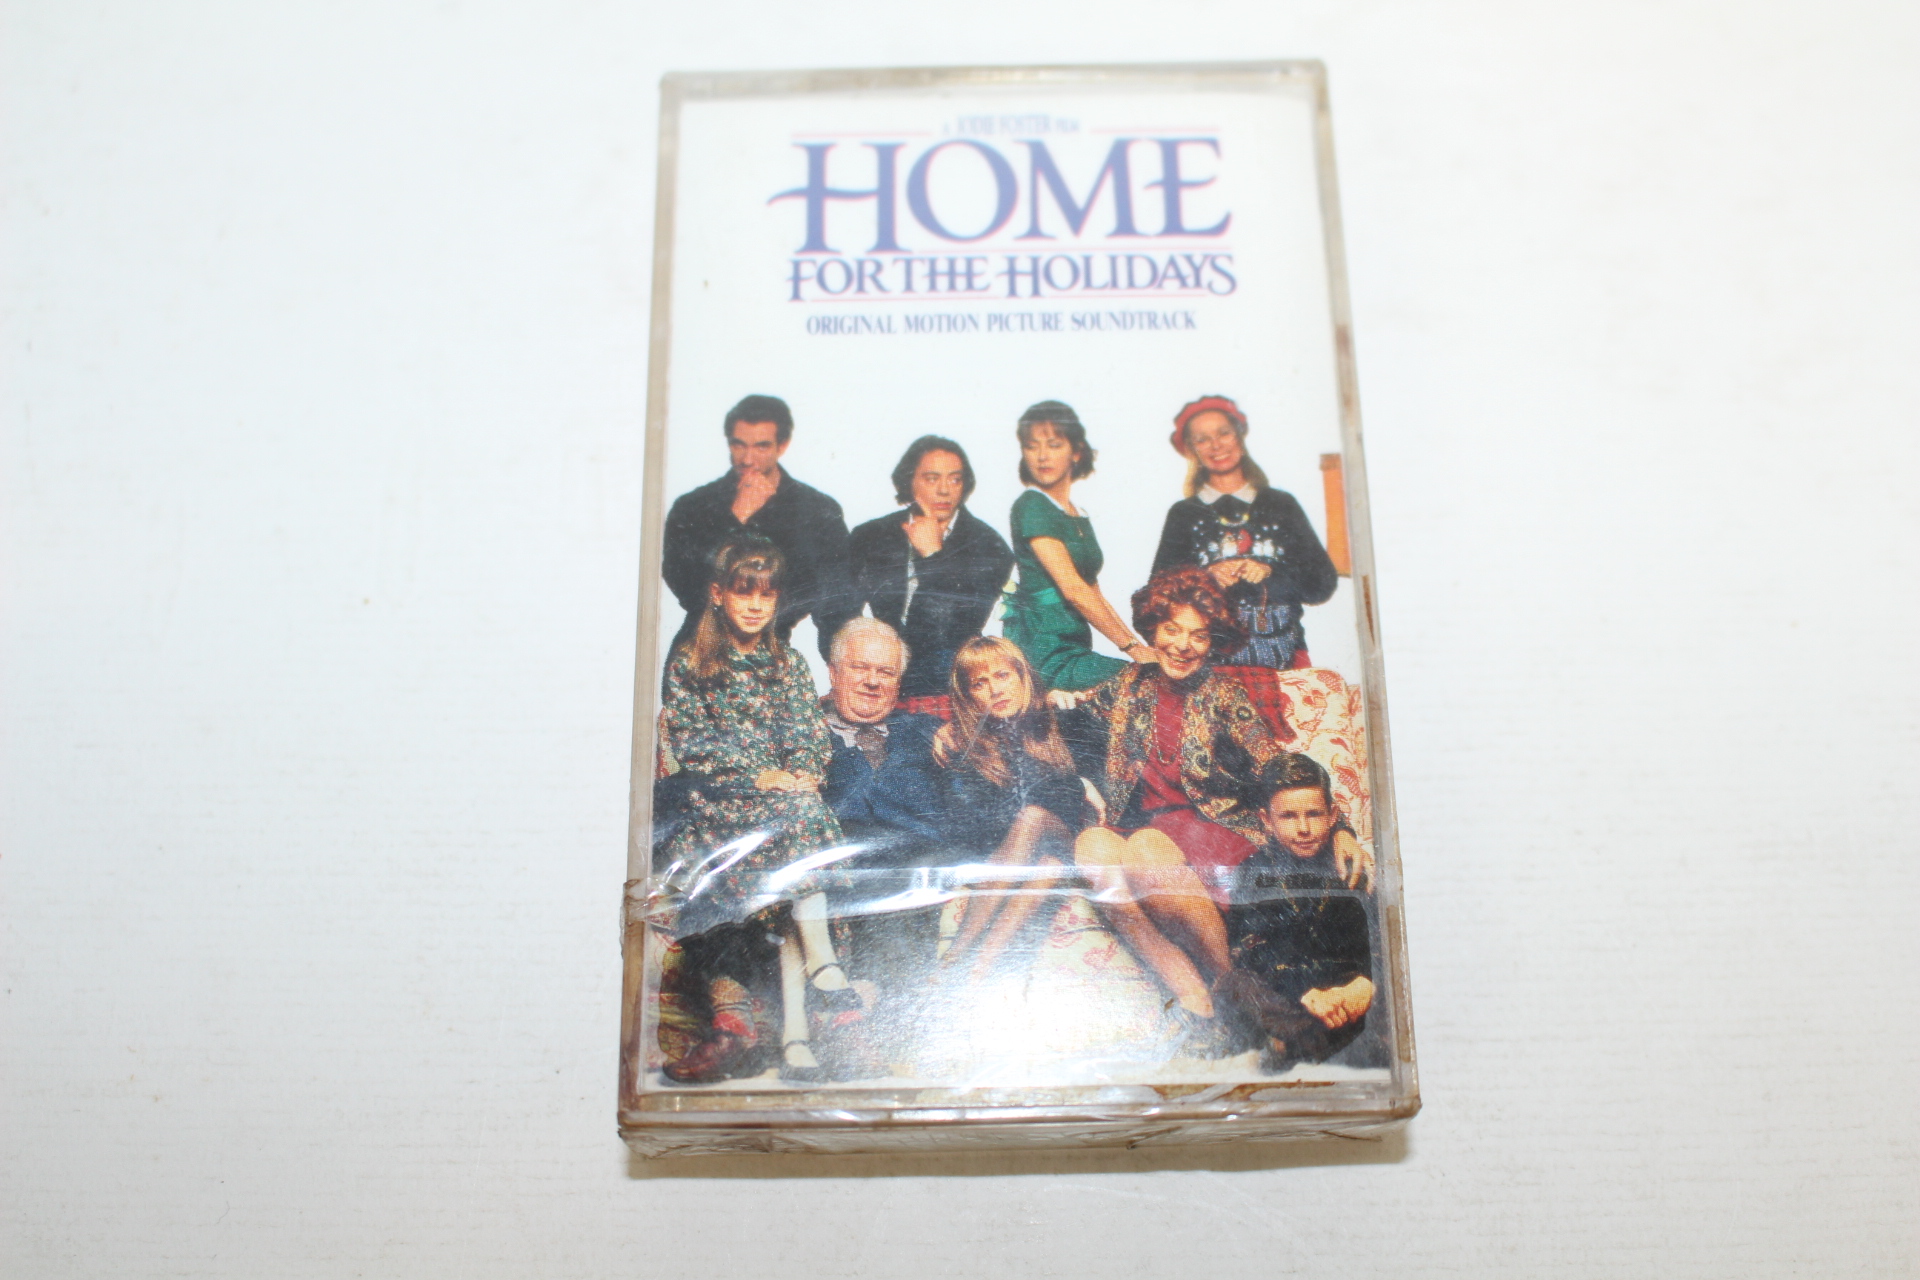 A JODIE FOSTER FILM
HOME
FOR THE HOLIDAYS
ORIGINAL MOTION PICTURE SOUNDTRACK